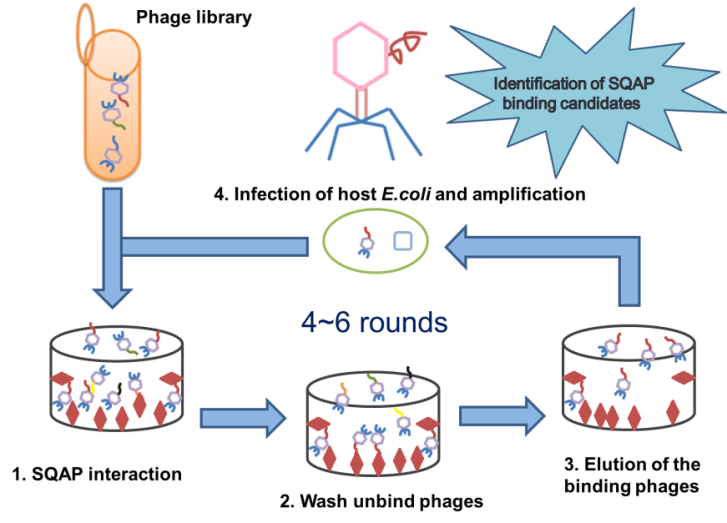 Phage library
Identification of SQAP
binding candidates
4. Infection of host E.coli and amplification
4~6 rounds
1. SQAP interaction
2. Wash unbind phages
3. Elution of the
binding phages